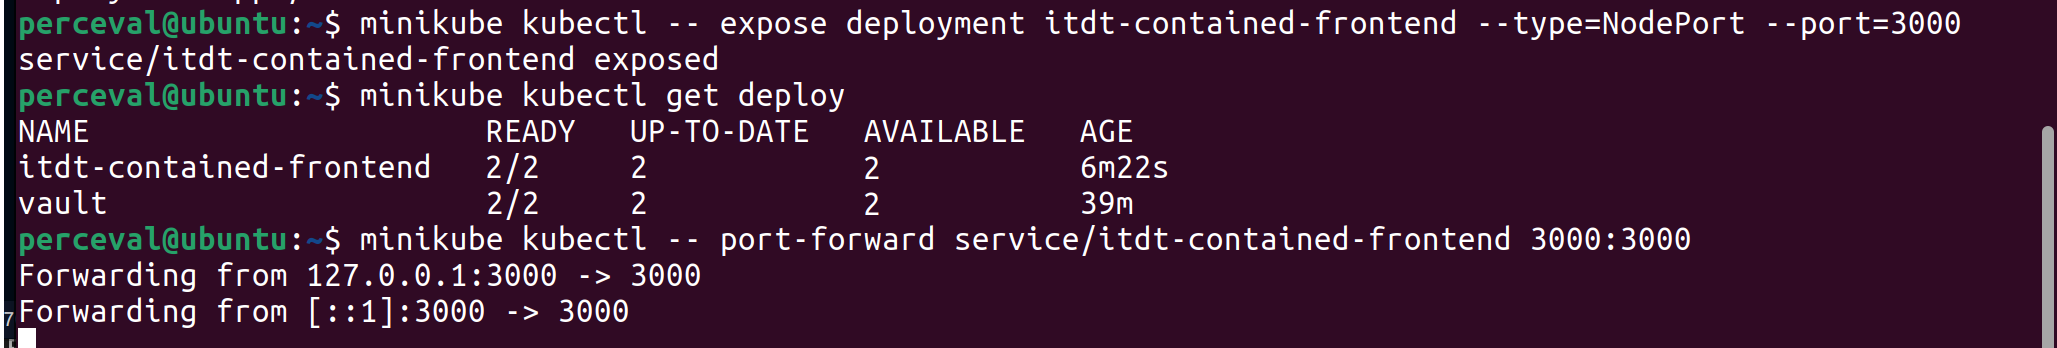 perceval@ubuntu:~$ minikube kubectl -- expose deployment itdt-contained-frontend --type=NodePort --port=3000
service/itdt-contained-frontend exposed
perceval@ubuntu:~$ minikube kubectl get deploy
NAME                      READY   UP-TO-DATE   AVAILABLE   AGE
itdt-contained-frontend   2/2     2            2           6m22s
vault                     2/2     2            2           39m
perceval@ubuntu:~$ minikube kubectl -- port-forward service/itdt-contained-frontend 3000:3000
Forwarding from 127.0.0.1:3000 -> 3000
Forwarding from [::1]:3000 -> 3000
7